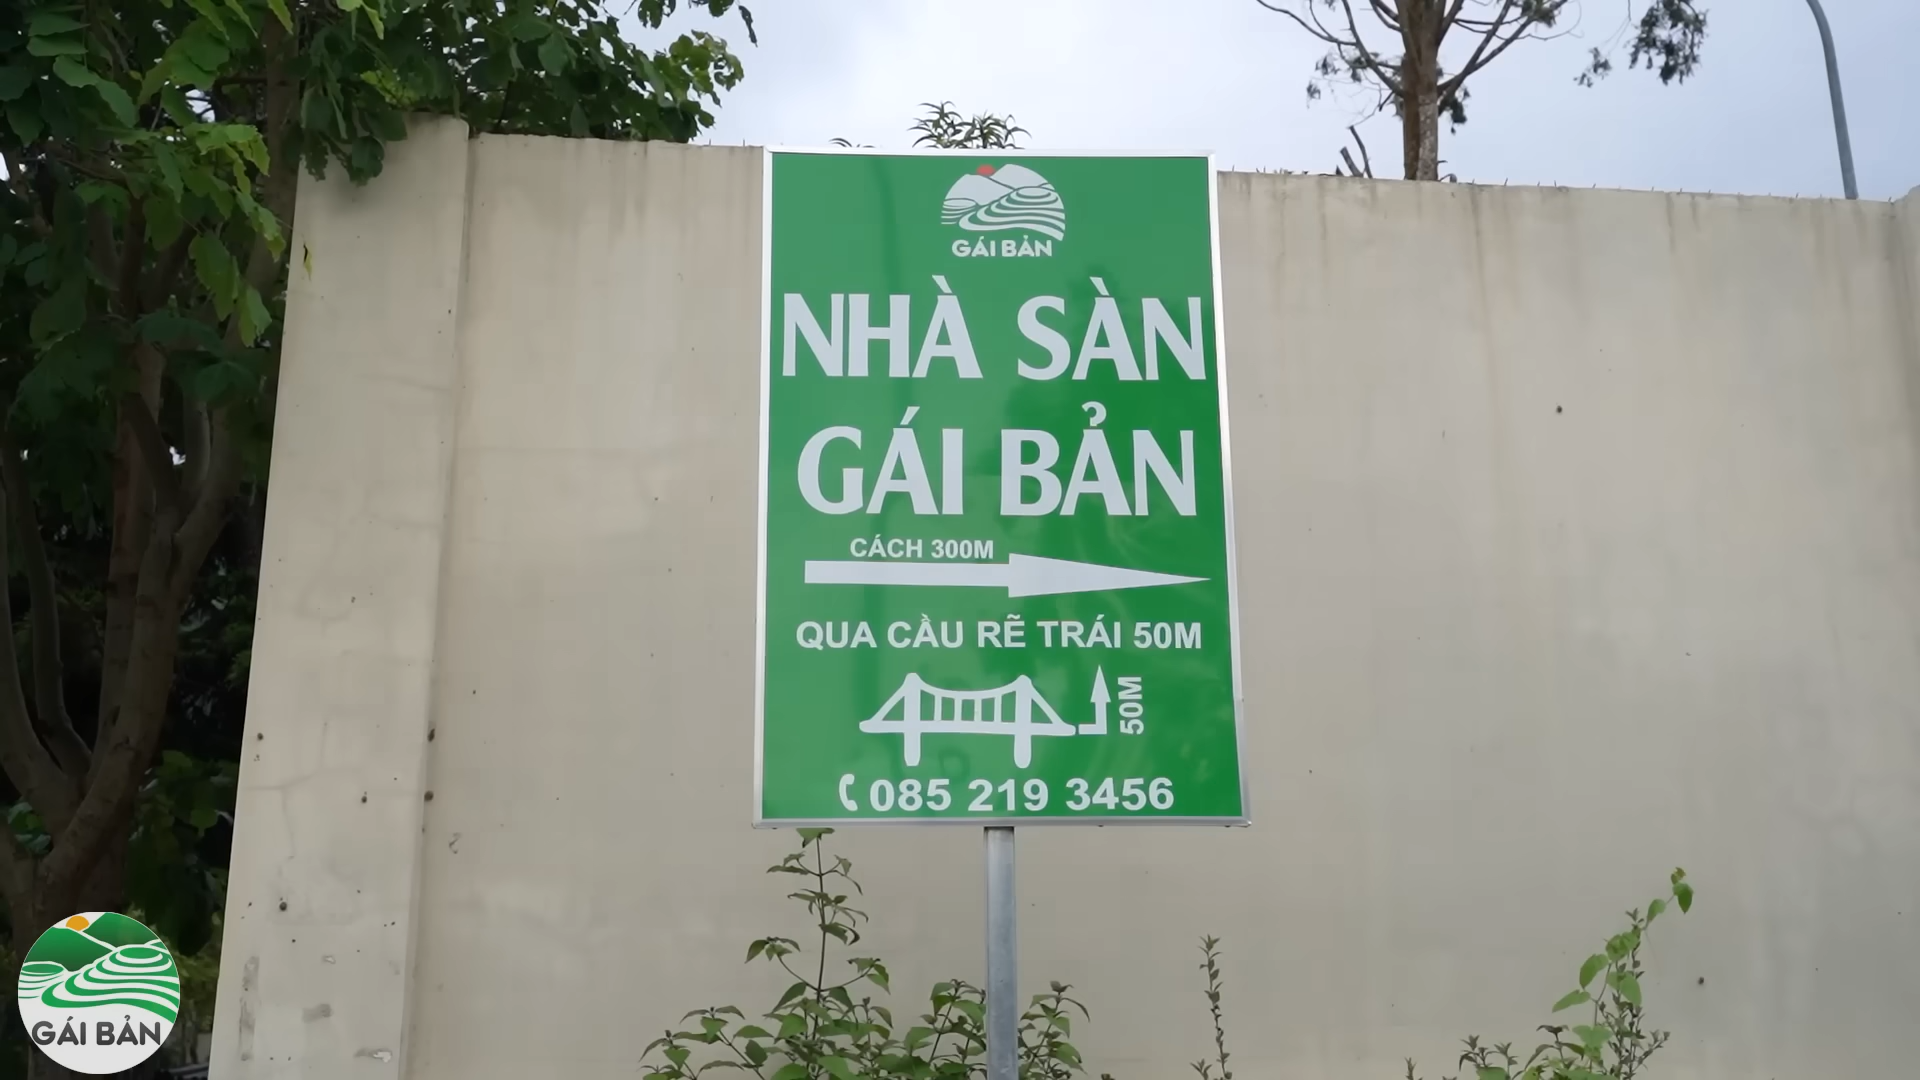 GÁI BẢN
NHÀ SÀN
GÁI BẢN
CÁCH 300M
QUA CẦU RẼ TRÁI 50M
50M
085 219 3456
GÁI BẢN